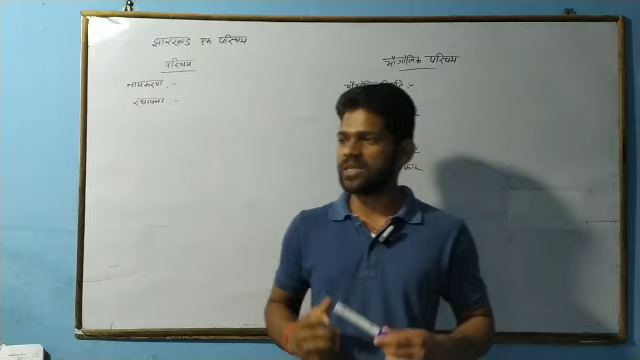 झारखण्ड एक परिचय
परिचय
नामकरण :-
स्थापना :-
भौगोलिक परिचय
:-